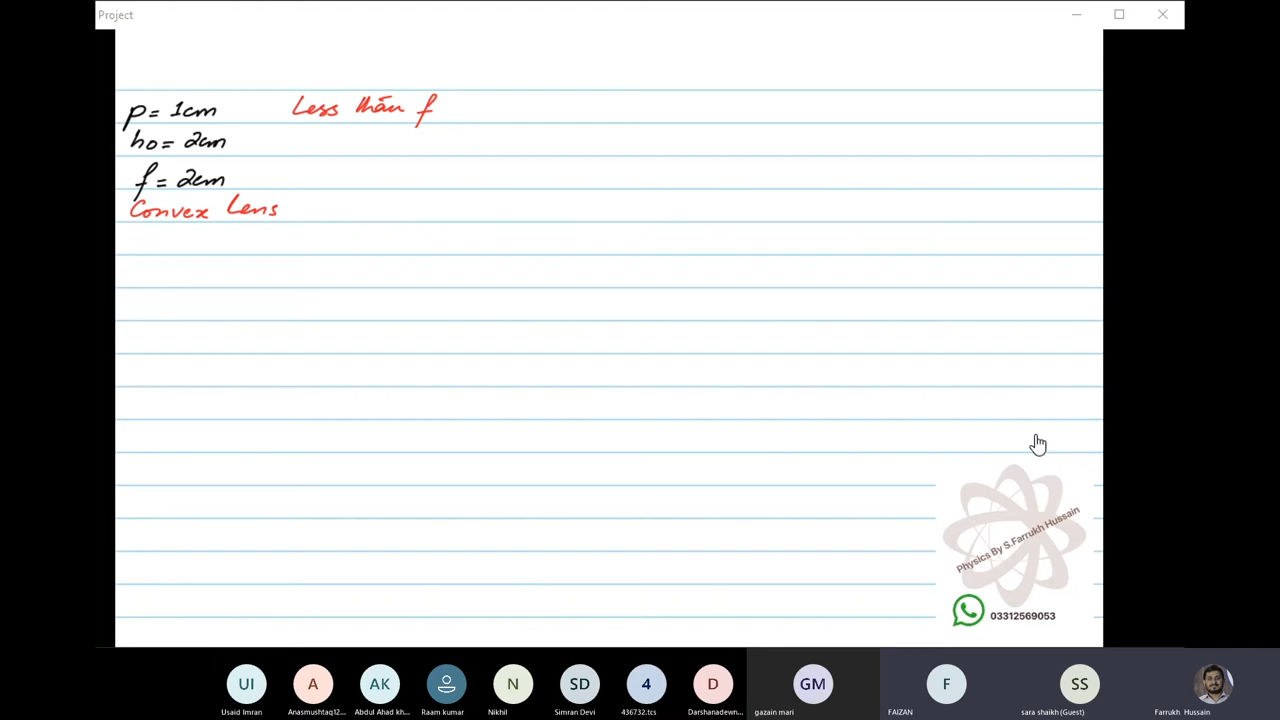 Project
p = 1cm Less than f
ho = 2cm
f = 2cm
Convex Lens
Physics By S.Farrukh Hussain
03312569053
UI A AK N SD 4 D GM F SS
Usaid Imran Anasmushtaq12... Abdul Ahad kh... Raam kumar Nikhil Simran Devi 436732.tcs Darshanadewn... gazain mari FAIZAN sara shaikh (Guest) Farrukh Hussain